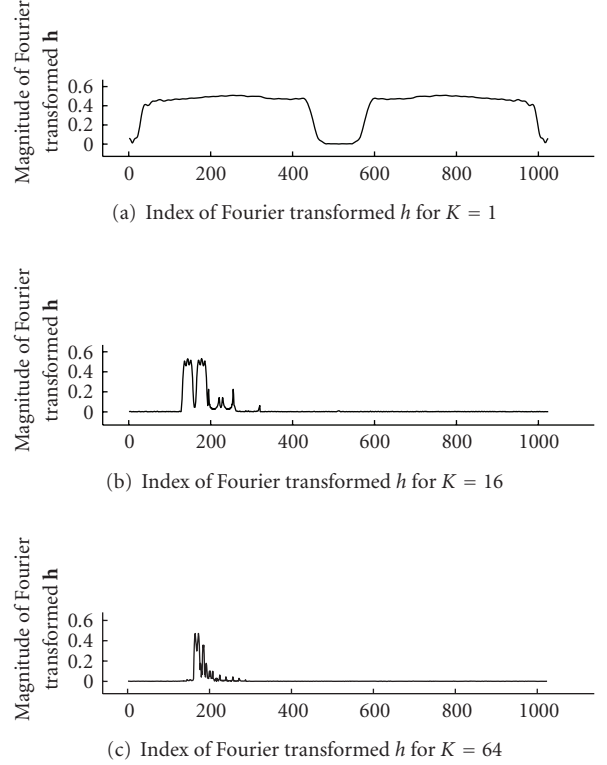 Magnitude of Fourier
transformed h
0.6
0.4
0.2
0
0 200 400 600 800 1000
(a) Index of Fourier transformed h for K = 1
Magnitude of Fourier
transformed h
0.6
0.4
0.2
0
0 200 400 600 800 1000
(b) Index of Fourier transformed h for K = 16
Magnitude of Fourier
transformed h
0.6
0.4
0.2
0
0 200 400 600 800 1000
(c) Index of Fourier transformed h for K = 64